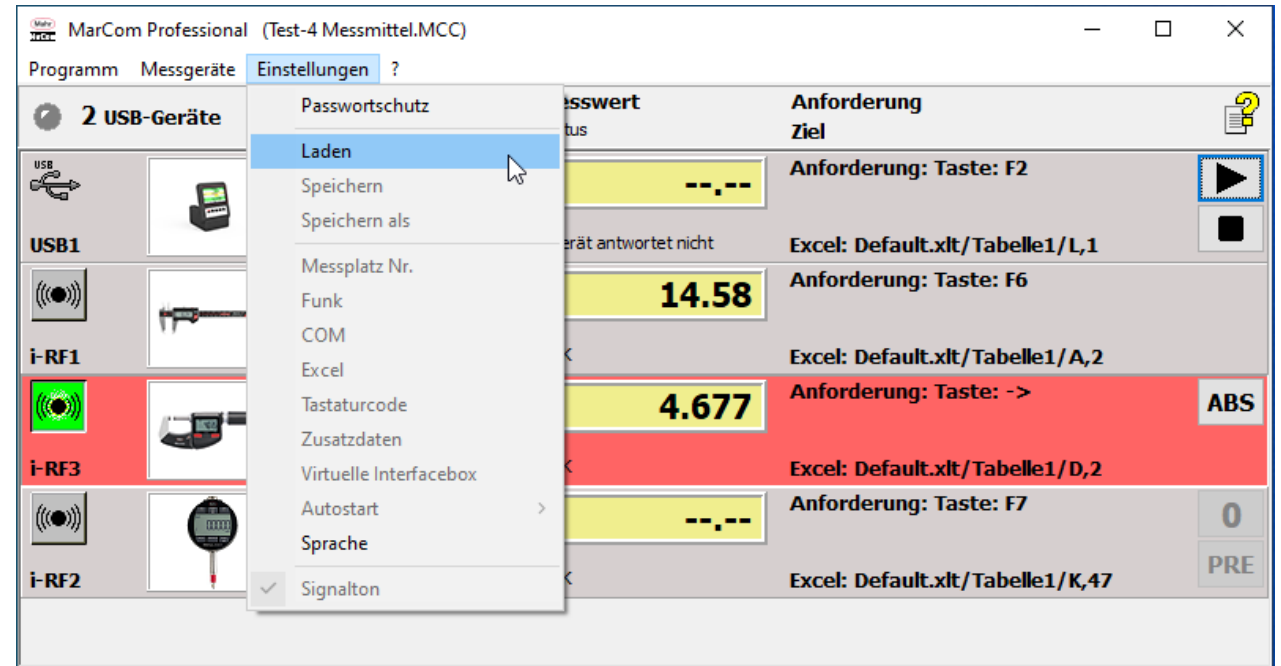 MarCom Professional (Test-4 Messmittel.MCC)
Programm Messgeräte Einstellungen ?
2 USB-Geräte
Passwortschutz
Laden
Speichern
Speichern als
Messplatz Nr.
Funk
COM
Excel
Tastaturcode
Zusatzdaten
Virtuelle Interfacebox
Autostart
Sprache
Signalton
esswert
tus
Anforderung
Ziel
USB
USB1
--.--
erät antwortet nicht
Anforderung: Taste: F2
Excel: Default.xlt/Tabelle1/L,1
i-RF1
14.58
Anforderung: Taste: F6
Excel: Default.xlt/Tabelle1/A,2
i-RF3
4.677
Anforderung: Taste: ->
Excel: Default.xlt/Tabelle1/D,2
ABS
i-RF2
--.--
Anforderung: Taste: F7
Excel: Default.xlt/Tabelle1/K,47
0
PRE